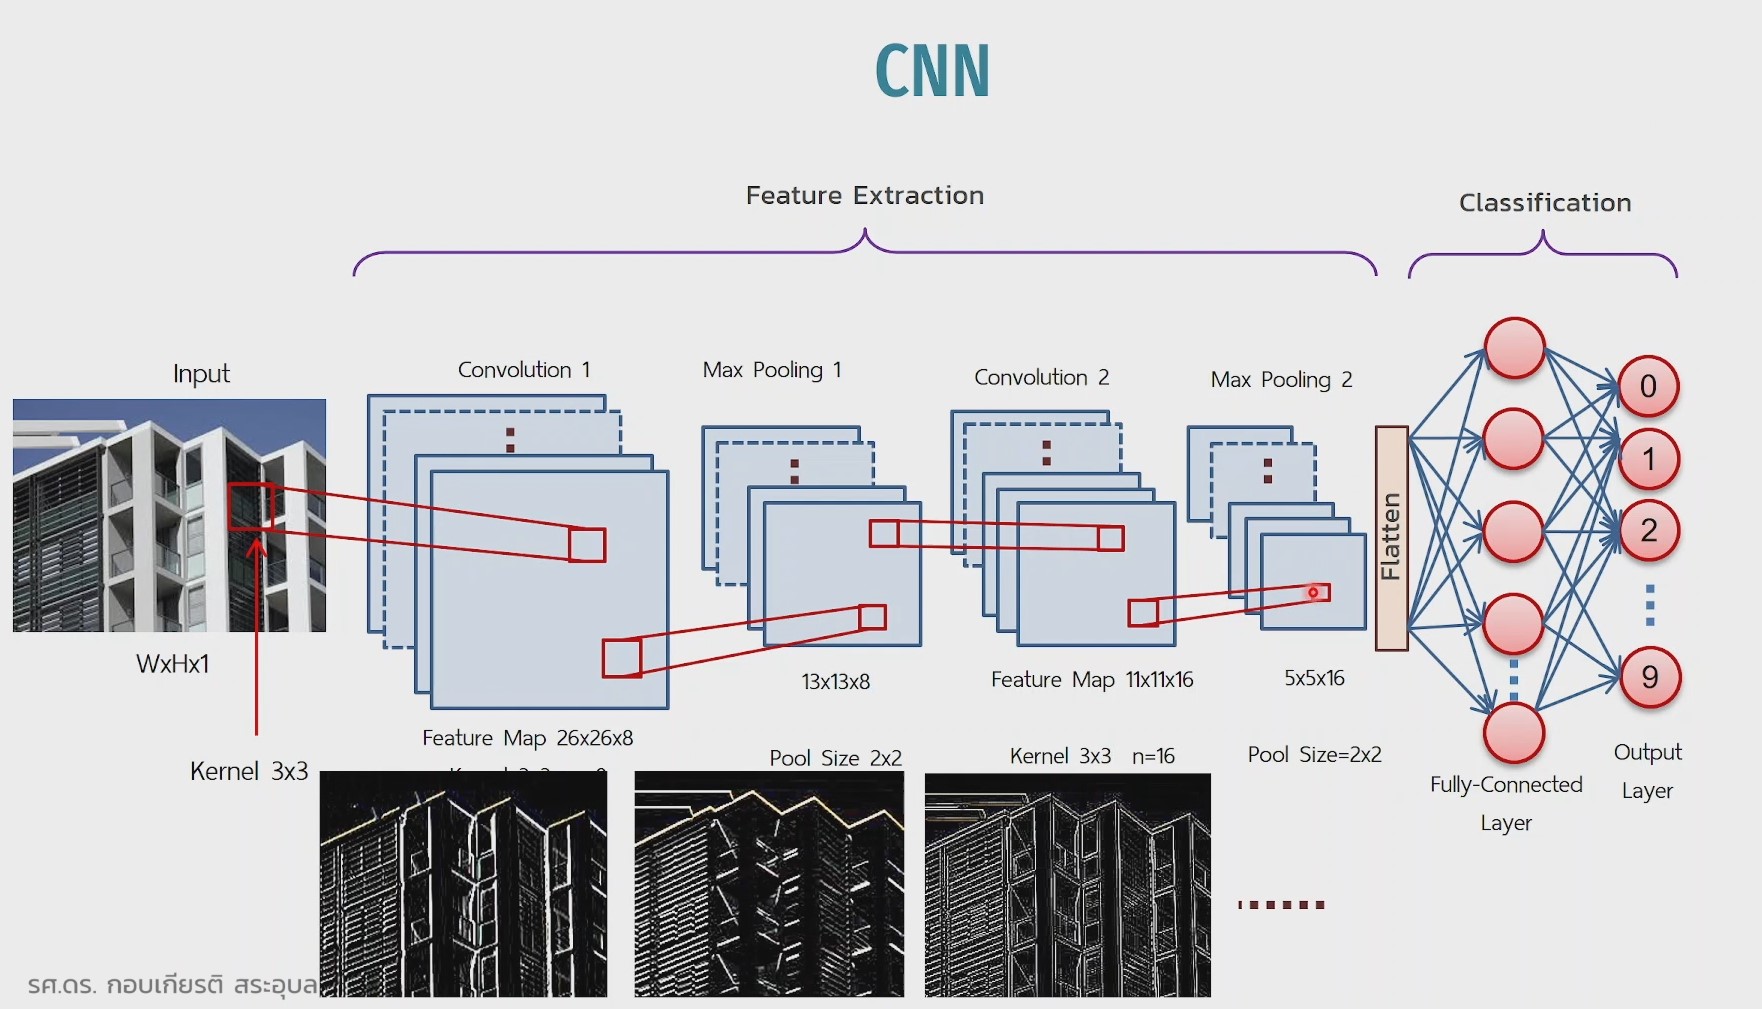 CNN
Feature Extraction
Classification
Input
Convolution 1
Max Pooling 1
Convolution 2
Max Pooling 2
Flatten
0
1
2
9
WxHx1
Kernel 3x3
Feature Map 26x26x8
13x13x8
Pool Size 2x2
Feature Map 11x11x16
Kernel 3x3 n=16
5x5x16
Pool Size=2x2
Fully-Connected
Layer
Output
Layer
รศ.ดร. กอบเกียรติ สระอุบล